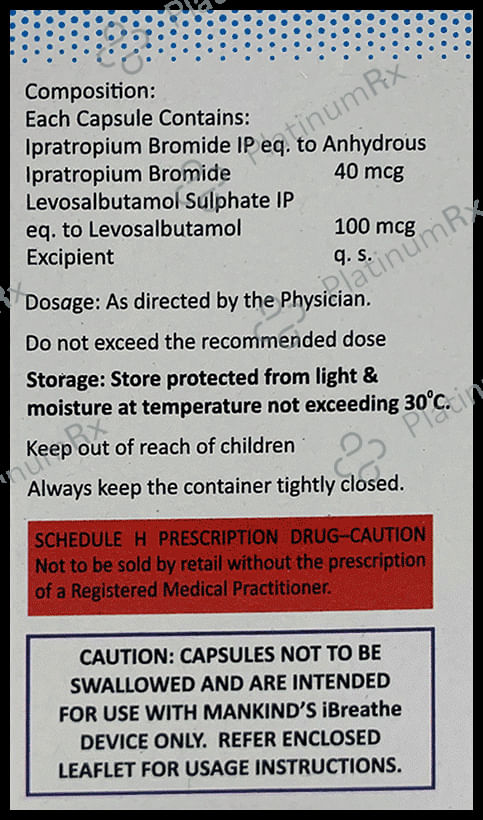 Composition:
Each Capsule Contains:
Ipratropium Bromide IP eq. to Anhydrous
Ipratropium Bromide 40 mcg
Levosalbutamol Sulphate IP
eq. to Levosalbutamol 100 mcg
Excipient q. s.
Dosage: As directed by the Physician.
Do not exceed the recommended dose
Storage: Store protected from light &
moisture at temperature not exceeding 30⁰C.
Keep out of reach of children
Always keep the container tightly closed.
SCHEDULE H PRESCRIPTION DRUG–CAUTION
Not to be sold by retail without the prescription
of a Registered Medical Practitioner.
CAUTION: CAPSULES NOT TO BE
SWALLOWED AND ARE INTENDED
FOR USE WITH MANKIND'S iBreathe
DEVICE ONLY. REFER ENCLOSED
LEAFLET FOR USAGE INSTRUCTIONS.
PlatinumRx
PlatinumRx